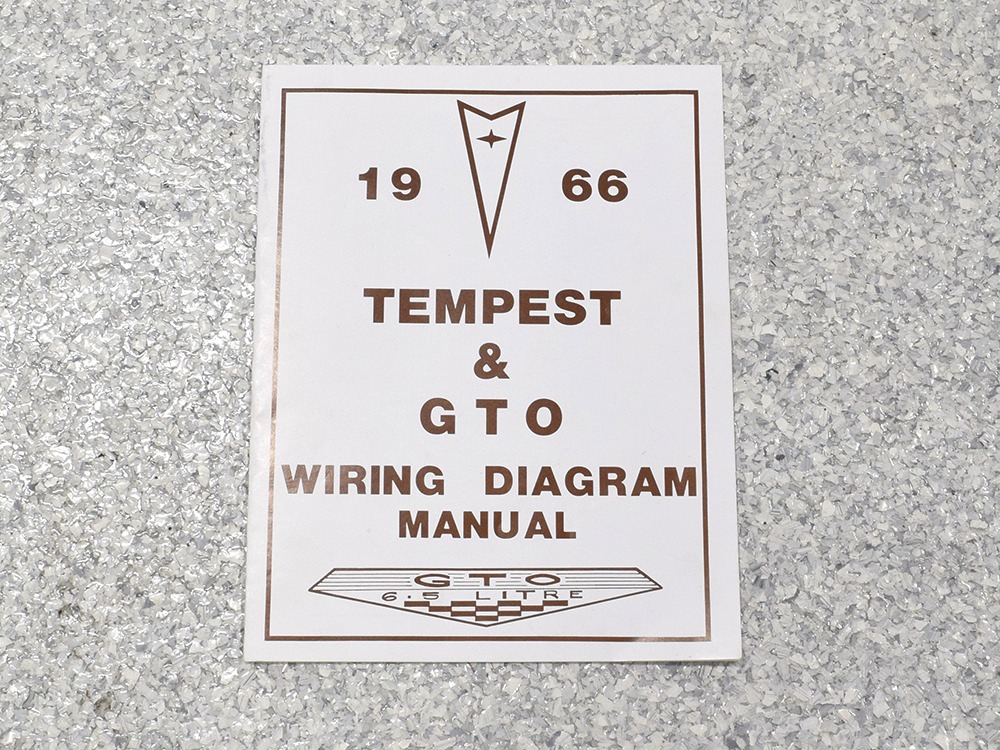 19 66
TEMPEST
&
GTO
WIRING DIAGRAM
MANUAL
GTO
6.5 LITRE